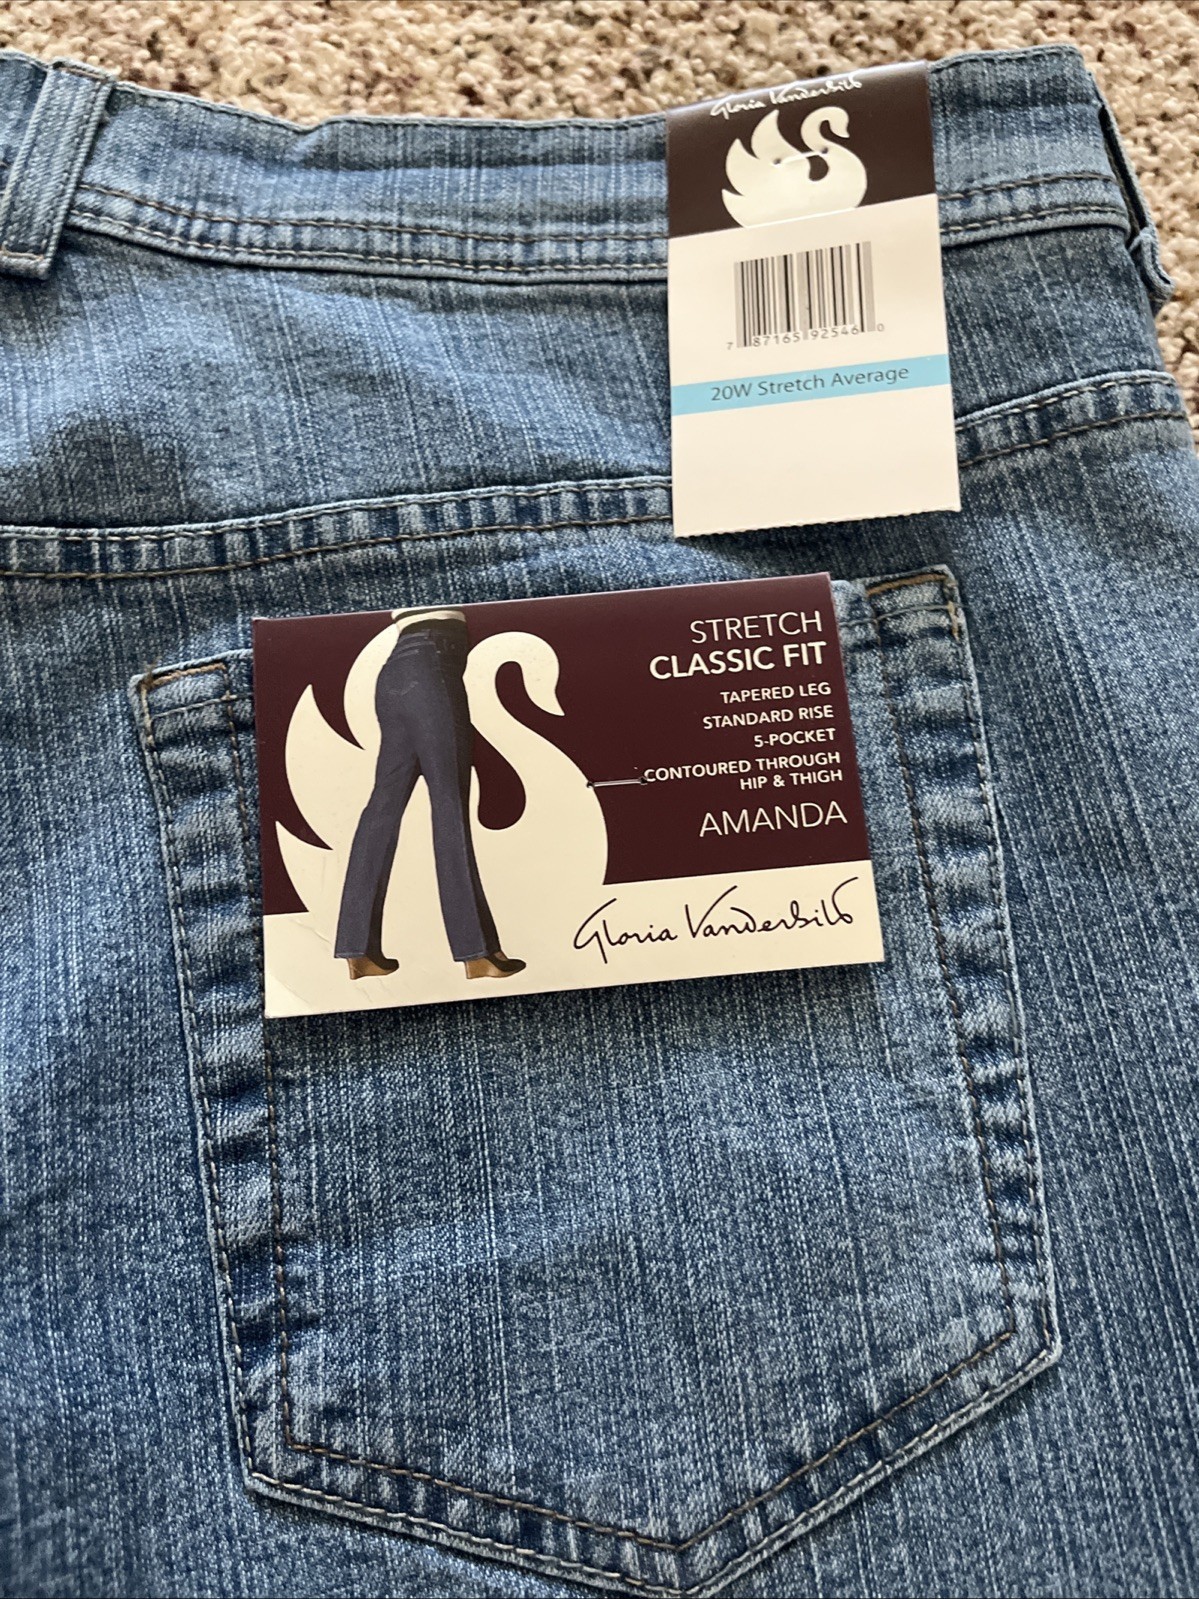 Gloria Vanderbilt
7 87165 92546 0
20W Stretch Average
STRETCH
CLASSIC FIT
TAPERED LEG
STANDARD RISE
5-POCKET
CONTOURED THROUGH
HIP & THIGH
AMANDA
Gloria Vanderbilt